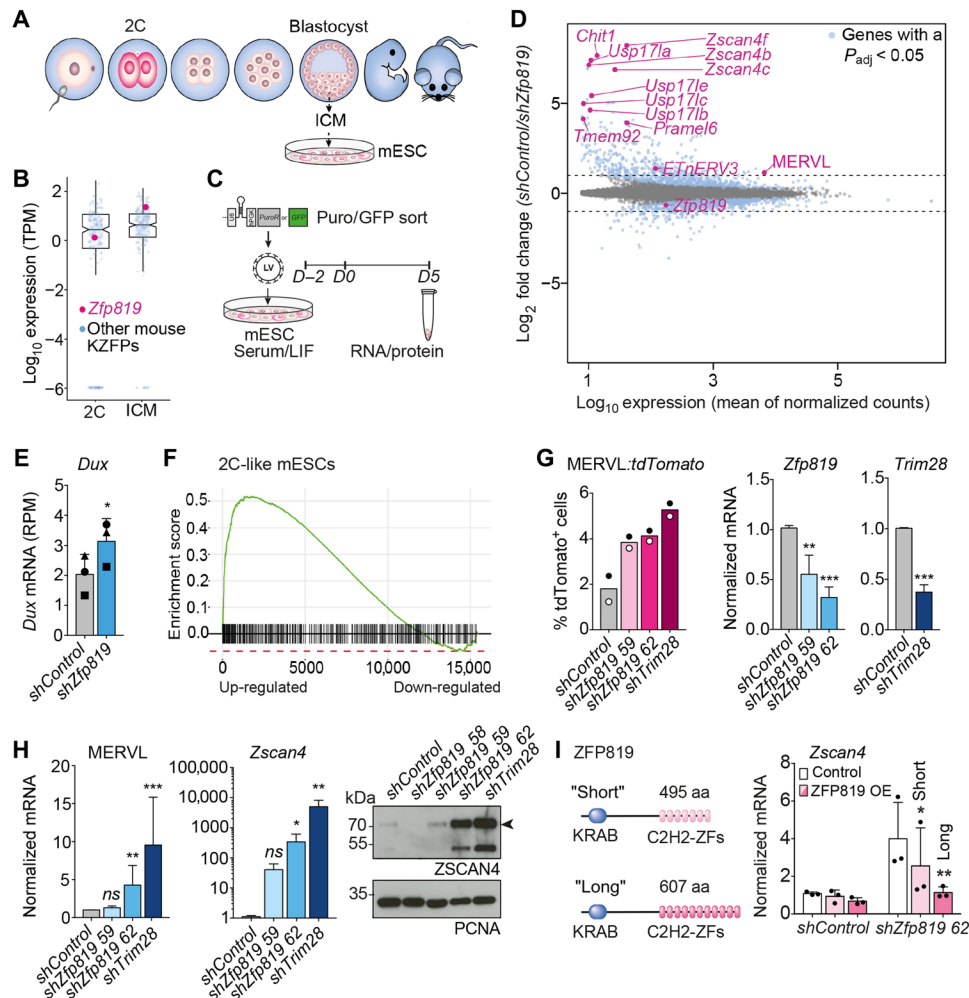 A
2C
Blastocyst
ICM
mESC
B
Log10 expression (TPM)
2
0
−2
−4
−6
Zfp819
Other mouse
KZFPs
2C
ICM
C
U6
PuroR or GFP
Puro/GFP sort
LV
D−2 D0 D5
mESC
Serum/LIF
RNA/protein
D
Log2 fold change (shControl/shZfp819)
5
0
−5
Chit1
Usp17la
Zscan4f
Zscan4b
Zscan4c
Usp17le
Usp17lc
Usp17lb
Tmem92
Pramel6
ETnERV3
MERVL
Zfp819
Genes with a
Padj < 0.05
1 3 5
Log10 expression (mean of normalized counts)
E
Dux
Dux mRNA (RPM)
5
4
3
2
1
0
*
shControl
shZfp819
F
2C-like mESCs
Enrichment score
0.5
0.4
0.3
0.2
0.1
0.0
0 5000 10,000 15,000
Up-regulated Down-regulated
G
MERVL:tdTomato
% tdTomato+ cells
6
4
2
0
shControl
shZfp819 59
shZfp819 62
shTrim28
Zfp819
Normalized mRNA
1.5
1.0
0.5
0.0
**
***
shControl
shZfp819 59
shZfp819 62
Trim28
1.5
1.0
0.5
0.0
***
shControl
shTrim28
H
MERVL
Normalized mRNA
20
15
10
5
0
ns
**
***
shControl
shZfp819 59
shZfp819 62
shTrim28
Zscan4
100,000
10,000
1000
100
10
1
ns
*
**
shControl
shZfp819 59
shZfp819 62
shTrim28
shControl
shZfp819 58
shZfp819 59
shZfp819 62
shTrim28
kDa
70
55
ZSCAN4
35
PCNA
I
ZFP819
"Short" 495 aa
KRAB C2H2-ZFs
"Long" 607 aa
KRAB C2H2-ZFs
Zscan4
Control
ZFP819 OE
Normalized mRNA
8
6
4
2
0
* Short
** Long
shControl shZfp819 62